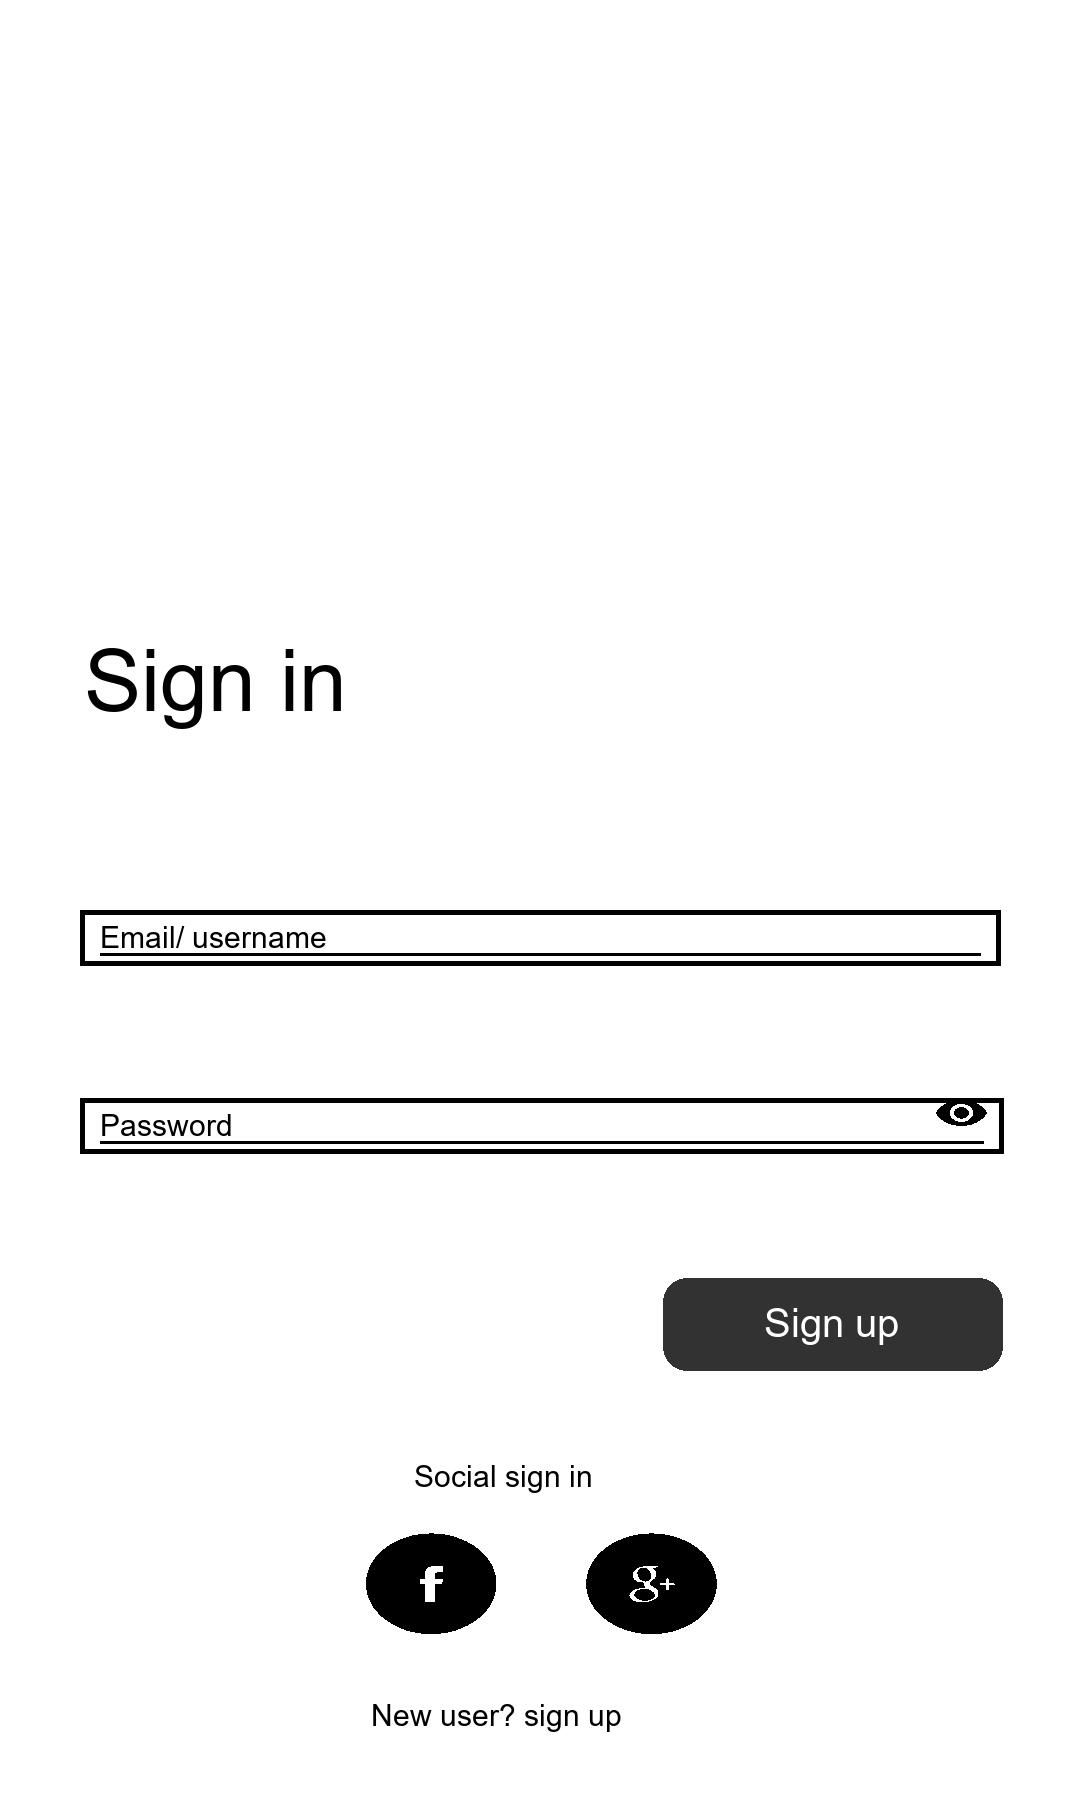 Sign in
Email/ username
Password
Sign up
Social sign in
f g+
New user? sign up